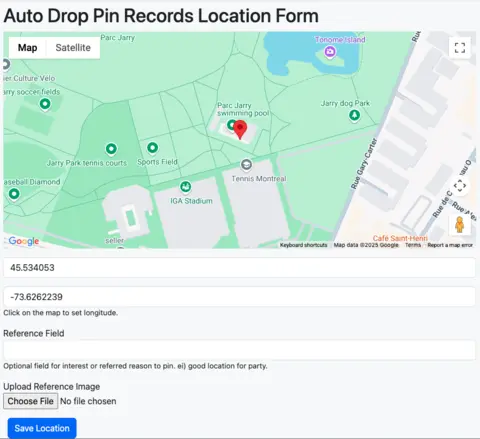 Auto Drop Pin Records Location Form
Map
Satellite
Parc Jarry
Tonome Island
Culture Velo
Jarry soccer fields
Parc Jarry
swimming pool
Jarry dog Park
Jarry Park tennis courts
Sports Field
Tennis Montreal
Rue Gary-Carter
Baseball Diamond
IGA Stadium
Rue
Rue de C
au O
seller
Café Saint-Henri
Google
Keyboard shortcuts
Map data ©2025 Google
Terms
Report a map error
45.534053
-73.6262239
Click on the map to set longitude.
Reference Field
Optional field for interest or referred reason to pin. ei) good location for party.
Upload Reference Image
Choose File No file chosen
Save Location